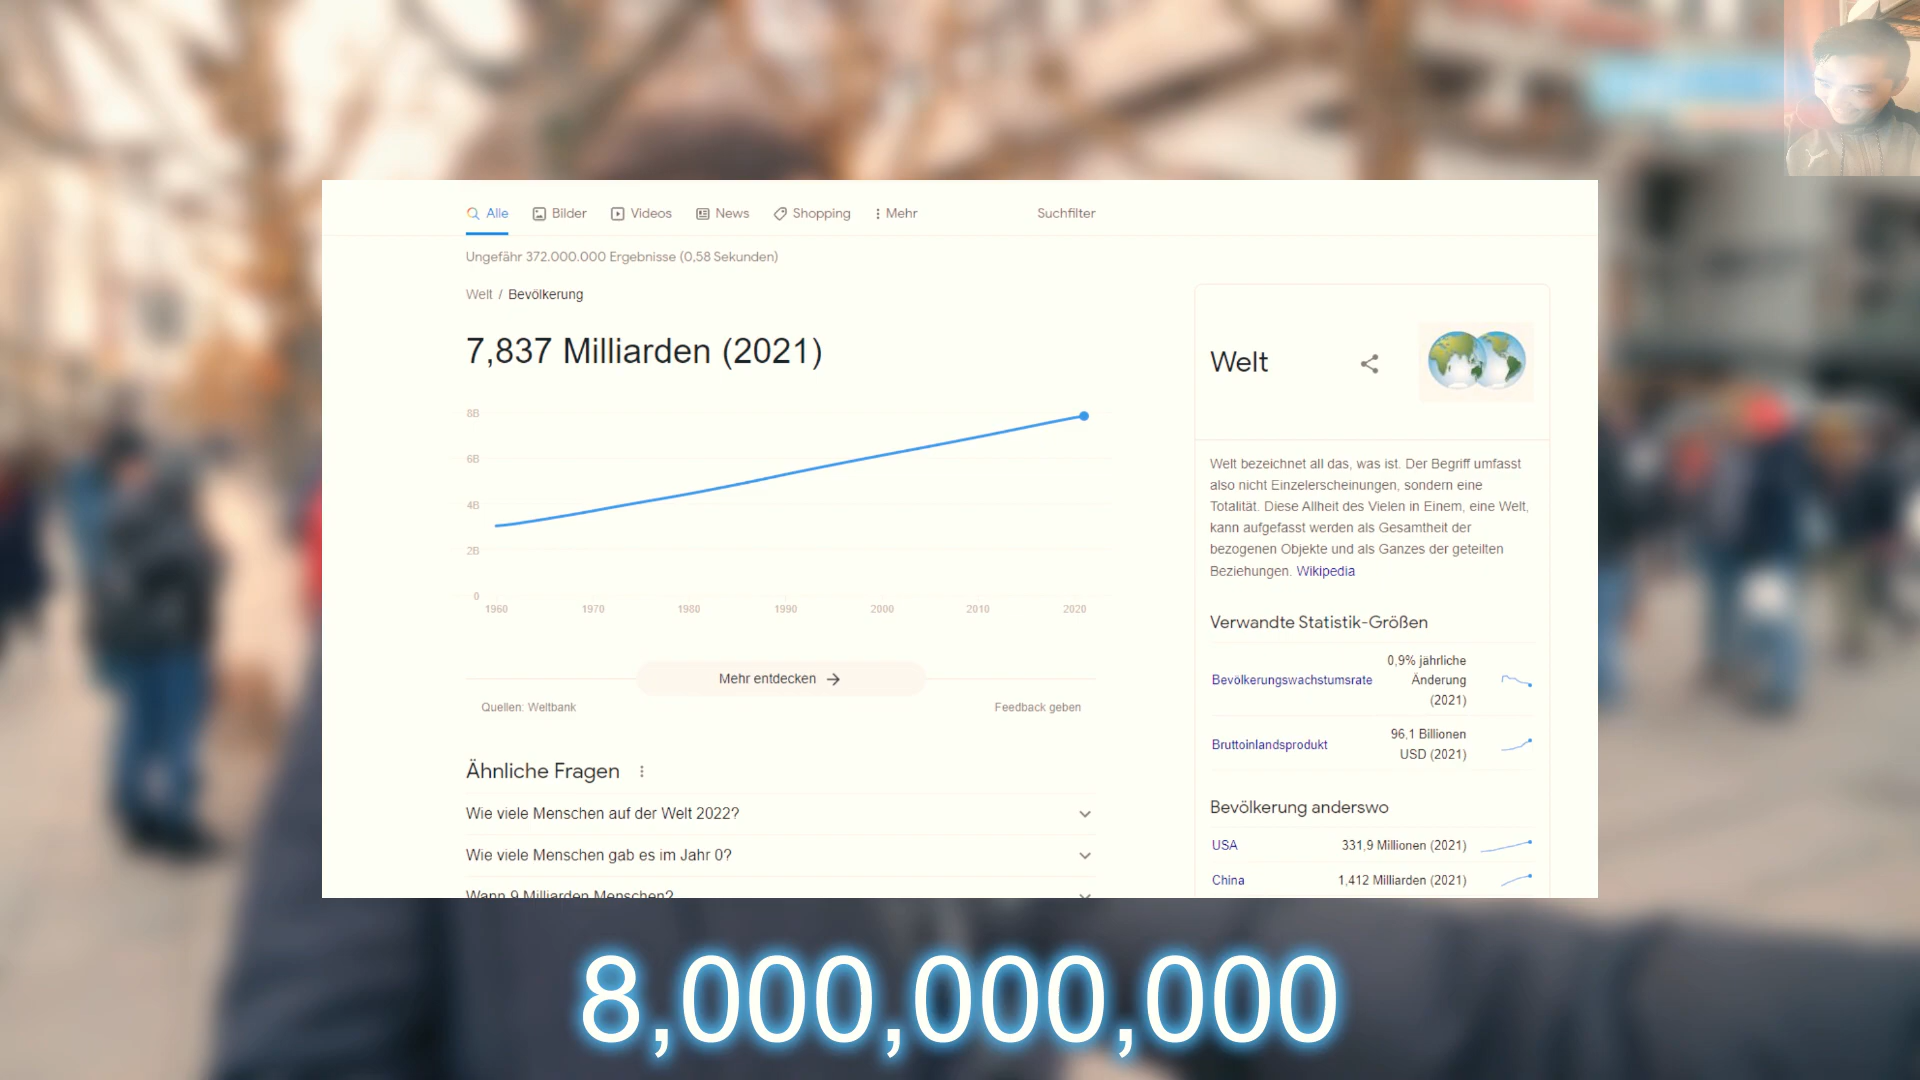 Alle Bilder Videos News Shopping Mehr Suchfilter
Ungefähr 372.000.000 Ergebnisse (0,58 Sekunden)
Welt / Bevölkerung
7,837 Milliarden (2021)
8B
6B
4B
2B
0
1960 1970 1980 1990 2000 2010 2020
Mehr entdecken
Quellen: Weltbank Feedback geben
Ähnliche Fragen
Wie viele Menschen auf der Welt 2022?
Wie viele Menschen gab es im Jahr 0?
Wann 9 Milliarden Menschen?
Welt
Welt bezeichnet all das, was ist. Der Begriff umfasst
also nicht Einzelerscheinungen, sondern eine
Totalität. Diese Allheit des Vielen in Einem, eine Welt,
kann aufgefasst werden als Gesamtheit der
bezogenen Objekte und als Ganzes der geteilten
Beziehungen. Wikipedia
Verwandte Statistik-Größen
Bevölkerungswachstumsrate 0,9% jährliche
Änderung
(2021)
Bruttoinlandsprodukt 96,1 Billionen
USD (2021)
Bevölkerung anderswo
USA 331,9 Millionen (2021)
China 1,412 Milliarden (2021)
8,000,000,000